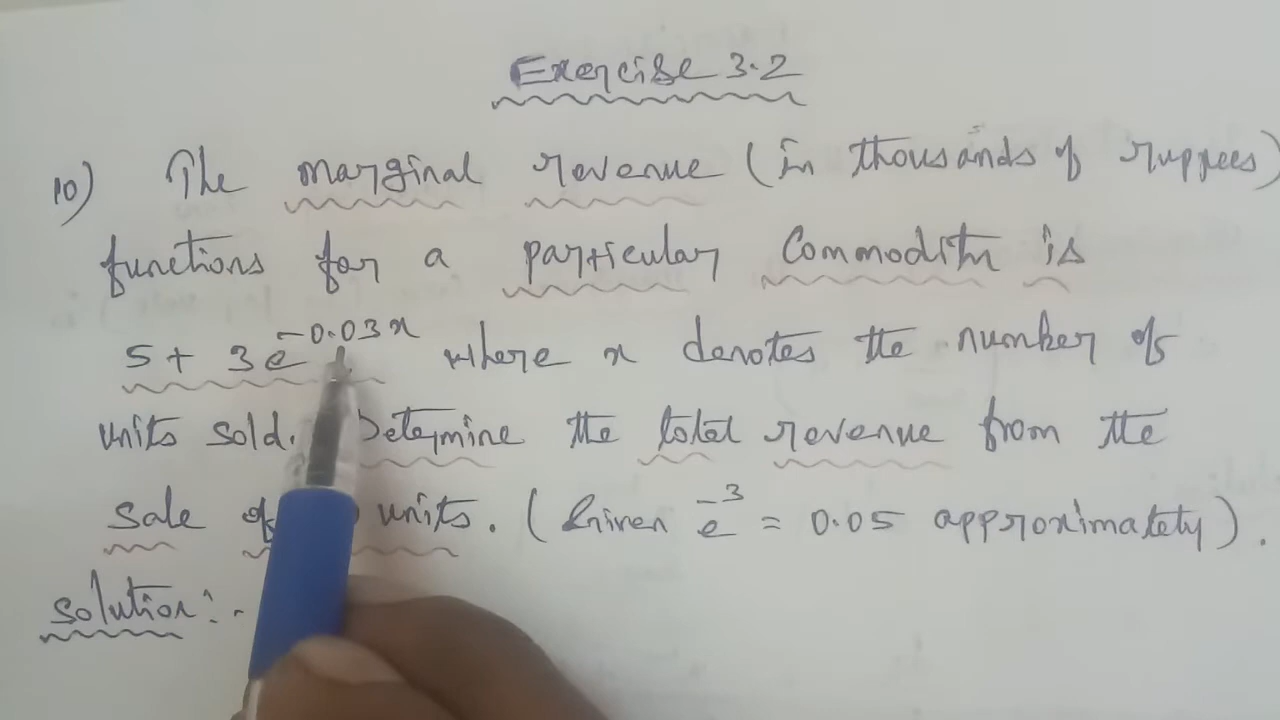 Exercise 3.2
10) The marginal revenue (in thousands of ruppees)
functions for a particular Commodity is
5 + 3e^{-0.03x} where x denotes the number of
units sold. Determine the total revenue from the
sale of units. (Given e^{-3} = 0.05 approximately).
Solution:-